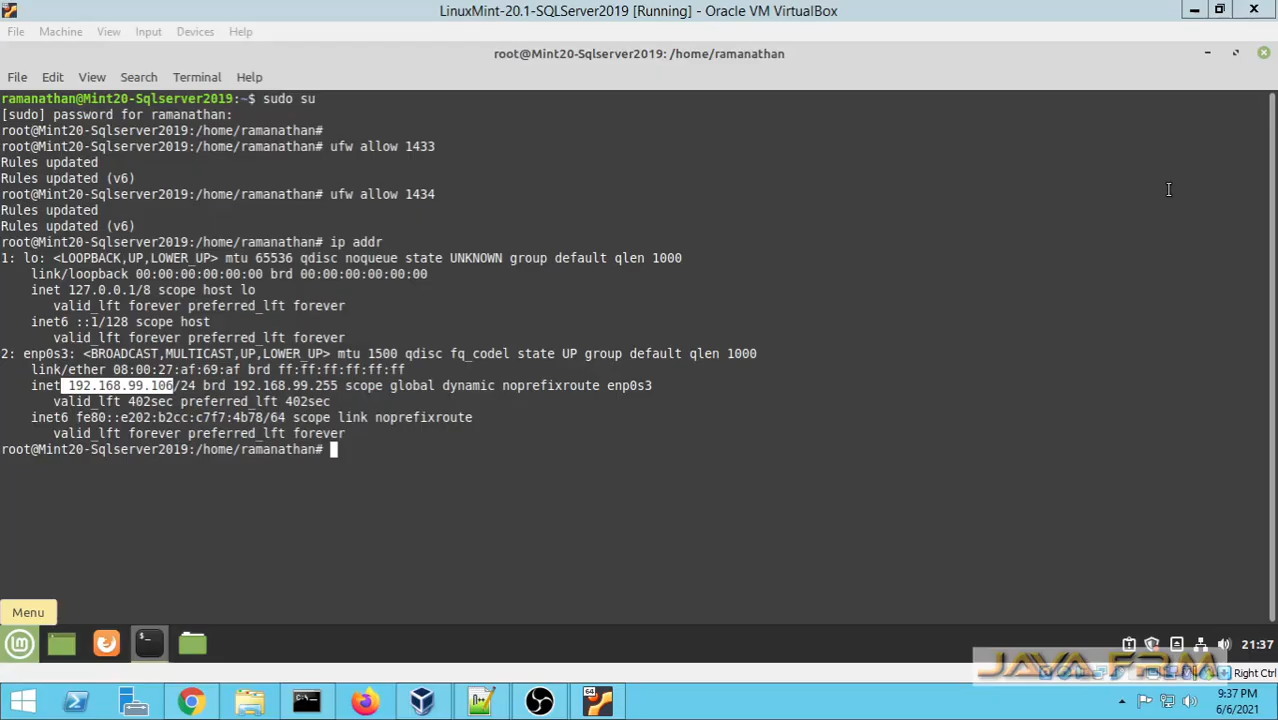 LinuxMint-20.1-SQLServer2019 [Running] - Oracle VM VirtualBox
File Machine View Input Devices Help
root@Mint20-Sqlserver2019: /home/ramanathan
File Edit View Search Terminal Help
ramanathan@Mint20-Sqlserver2019:~$ sudo su
[sudo] password for ramanathan:
root@Mint20-Sqlserver2019:/home/ramanathan#
root@Mint20-Sqlserver2019:/home/ramanathan# ufw allow 1433
Rules updated
Rules updated (v6)
root@Mint20-Sqlserver2019:/home/ramanathan# ufw allow 1434
Rules updated
Rules updated (v6)
root@Mint20-Sqlserver2019:/home/ramanathan# ip addr
1: lo: <LOOPBACK,UP,LOWER_UP> mtu 65536 qdisc noqueue state UNKNOWN group default qlen 1000
link/loopback 00:00:00:00:00:00 brd 00:00:00:00:00:00
inet 127.0.0.1/8 scope host lo
valid_lft forever preferred_lft forever
inet6 ::1/128 scope host
valid_lft forever preferred_lft forever
2: enp0s3: <BROADCAST,MULTICAST,UP,LOWER_UP> mtu 1500 qdisc fq_codel state UP group default qlen 1000
link/ether 08:00:27:af:69:af brd ff:ff:ff:ff:ff:ff
inet 192.168.99.106/24 brd 192.168.99.255 scope global dynamic noprefixroute enp0s3
valid_lft 402sec preferred_lft 402sec
inet6 fe80::e202:b2cc:c7f7:4b78/64 scope link noprefixroute
valid_lft forever preferred_lft forever
root@Mint20-Sqlserver2019:/home/ramanathan#
Menu
21:37
JAVA FRM
Right Ctrl
64
9:37 PM
6/6/2021